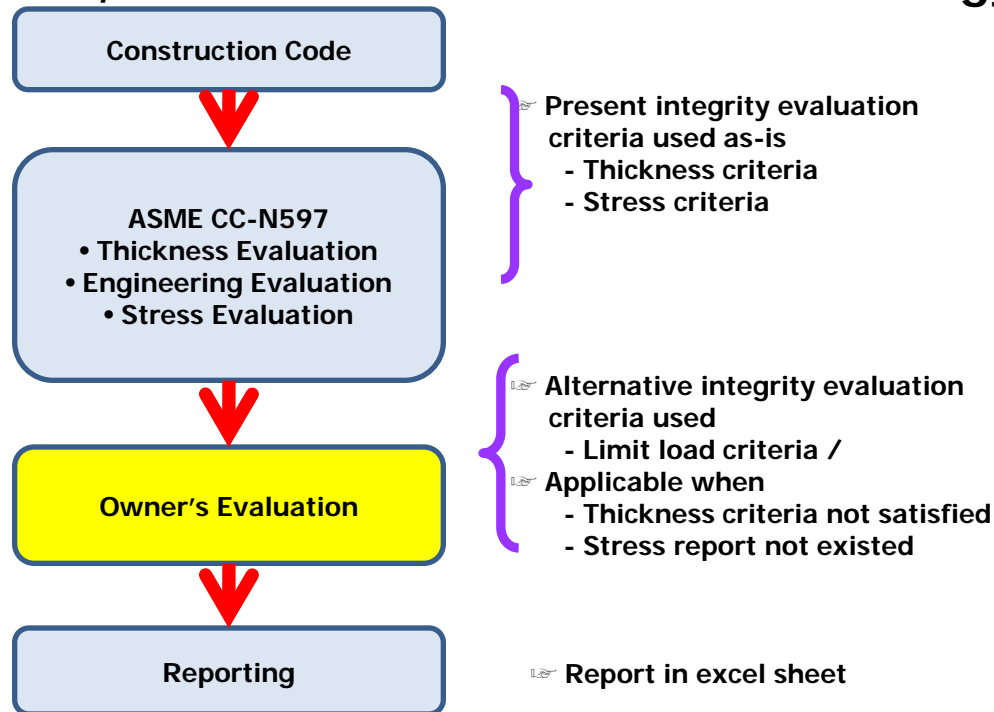 Construction Code
☞ Present integrity evaluation
criteria used as-is
- Thickness criteria
- Stress criteria
ASME CC-N597
• Thickness Evaluation
• Engineering Evaluation
• Stress Evaluation
☞ Alternative integrity evaluation
criteria used
- Limit load criteria /
☞ Applicable when
- Thickness criteria not satisfied
- Stress report not existed
Owner's Evaluation
Reporting
☞ Report in excel sheet